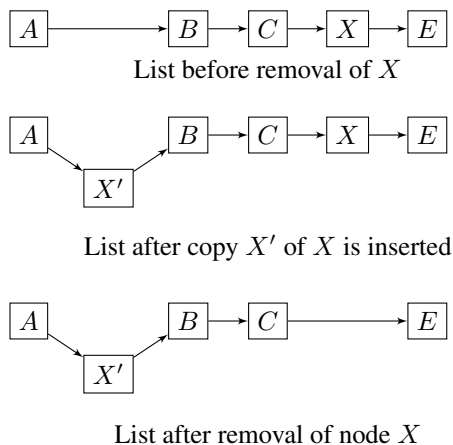 A B C X E
List before removal of X
A B C X E
X′
List after copy X′ of X is inserted
A B C E
X′
List after removal of node X